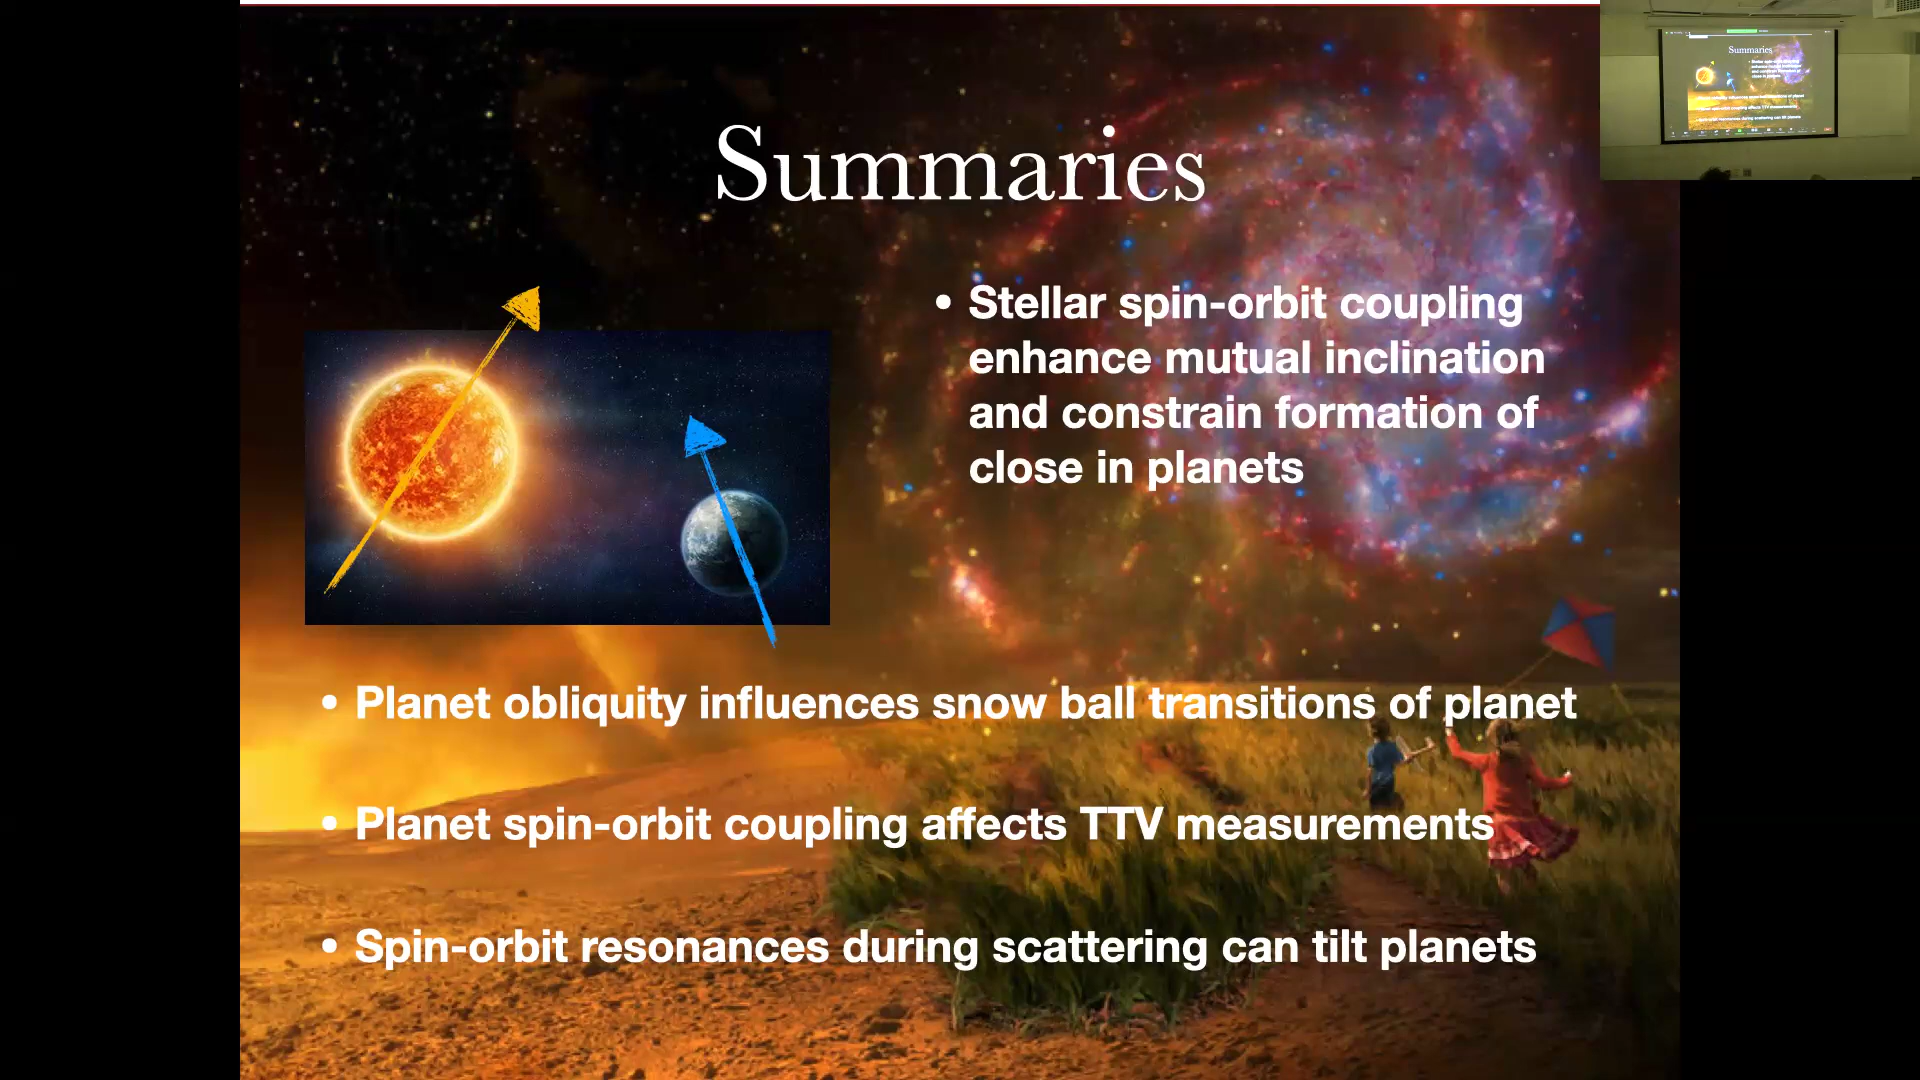 Summaries
• Stellar spin-orbit coupling
enhance mutual inclination
and constrain formation of
close in planets
• Planet obliquity influences snow ball transitions of planet
• Planet spin-orbit coupling affects TTV measurements
• Spin-orbit resonances during scattering can tilt planets
Summaries